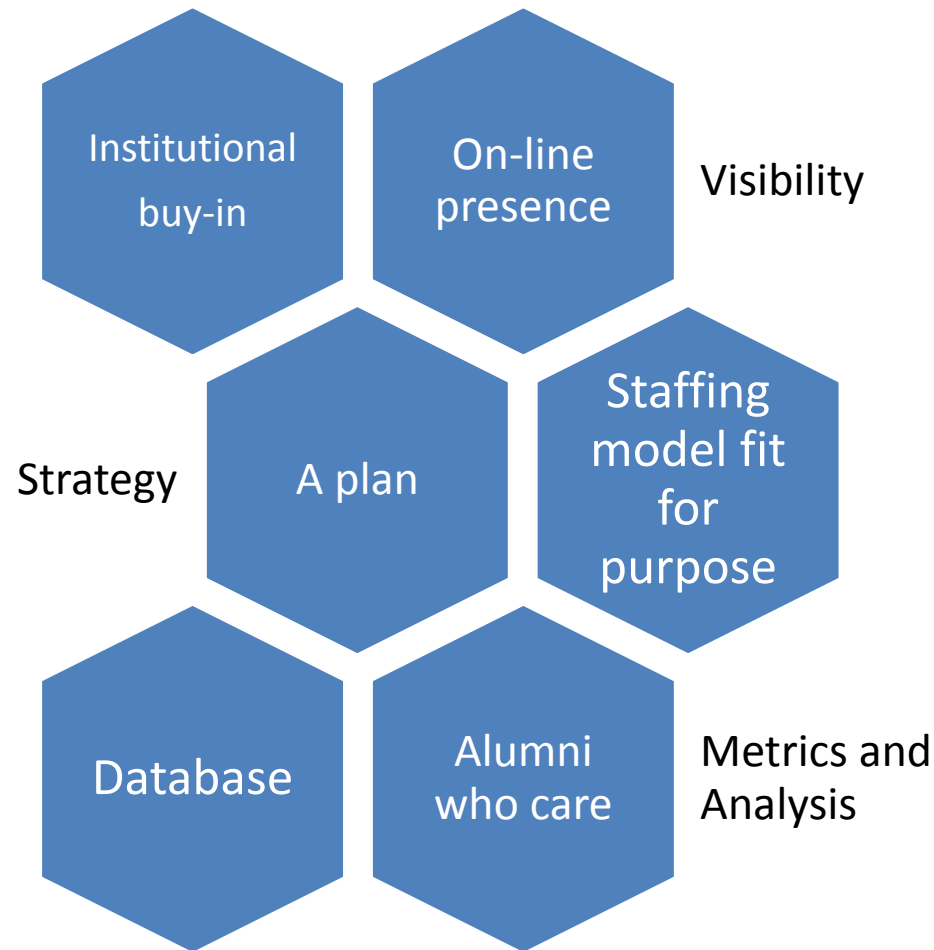 Institutional
buy-in
On-line
presence
Visibility
Strategy
A plan
Staffing
model fit
for
purpose
Database
Alumni
who care
Metrics and
Analysis